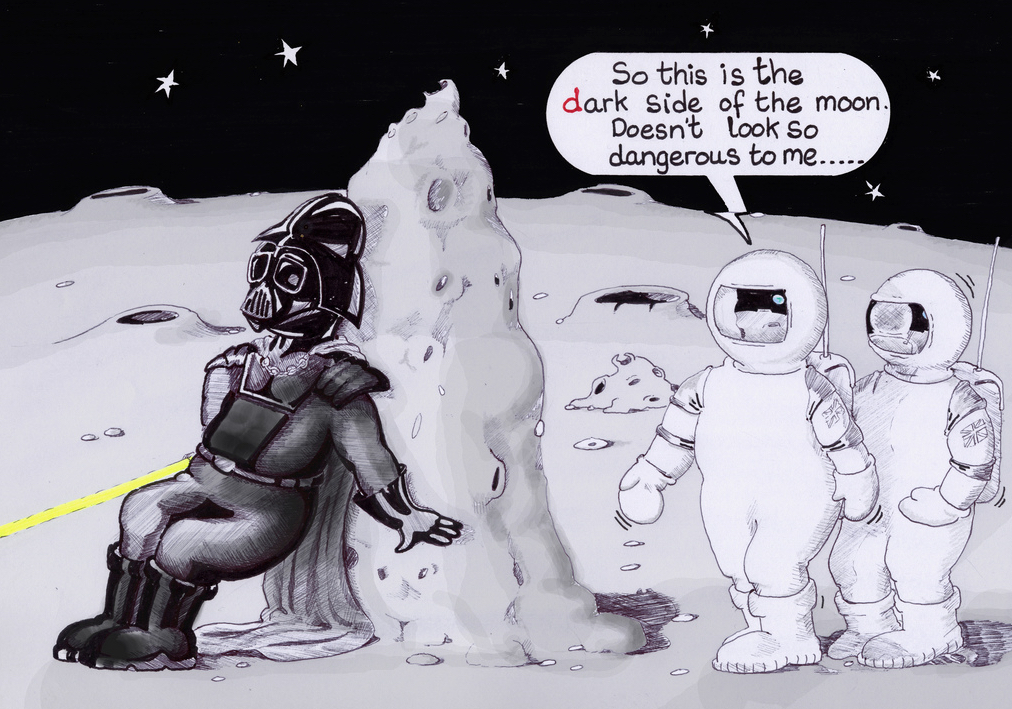 So this is the
dark side of the moon.
Doesn't look so
dangerous to me.....